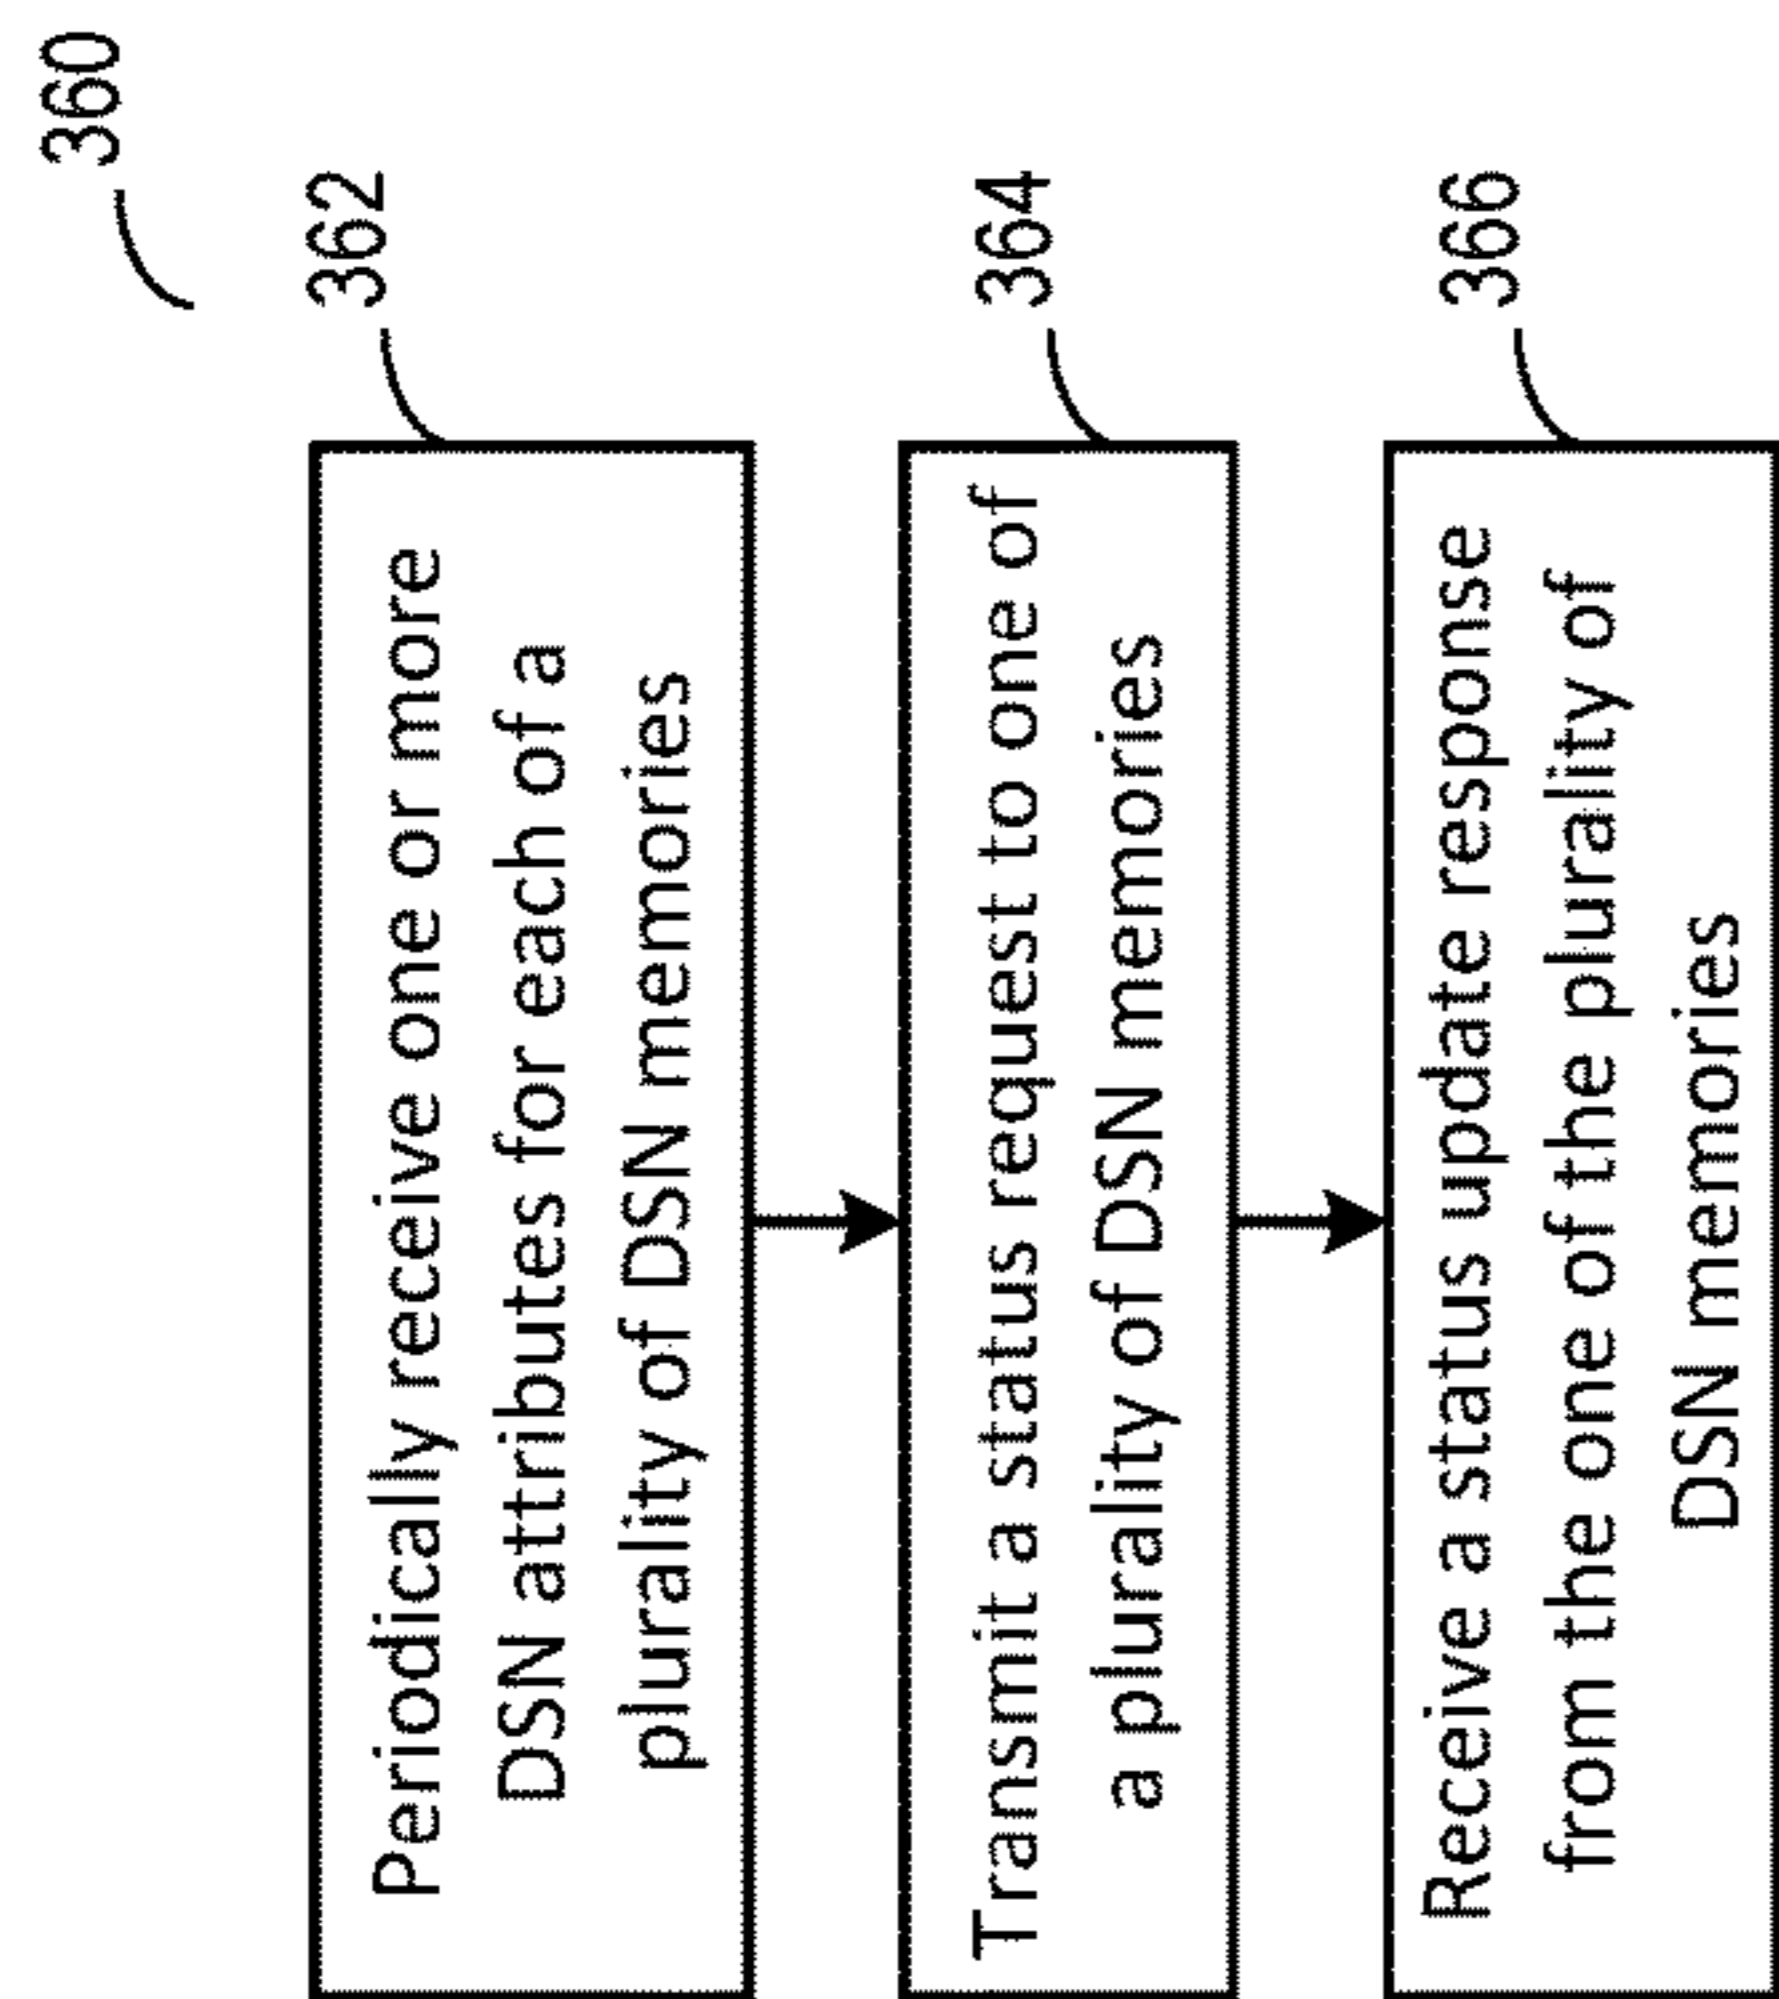 360
362
Periodically receive one or more
DSN attributes for each of a
plurality of DSN memories
364
Transmit a status request to one of
a plurality of DSN memories
366
Receive a status update response
from the one of the plurality of
DSN memories